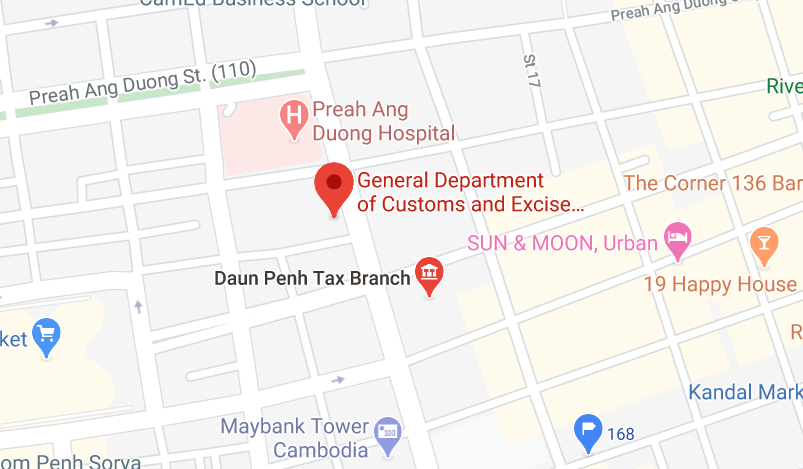 CamEd Business School
Preah Ang Duong S
Preah Ang Duong St. (110)
St. 17
Rive
Preah Ang
Duong Hospital
General Department
of Customs and Excise...
The Corner 136 Bar
SUN & MOON, Urban
Daun Penh Tax Branch
19 Happy House
ket
R
Kandal Mark
Maybank Tower
Cambodia
168
om Penh Sorya